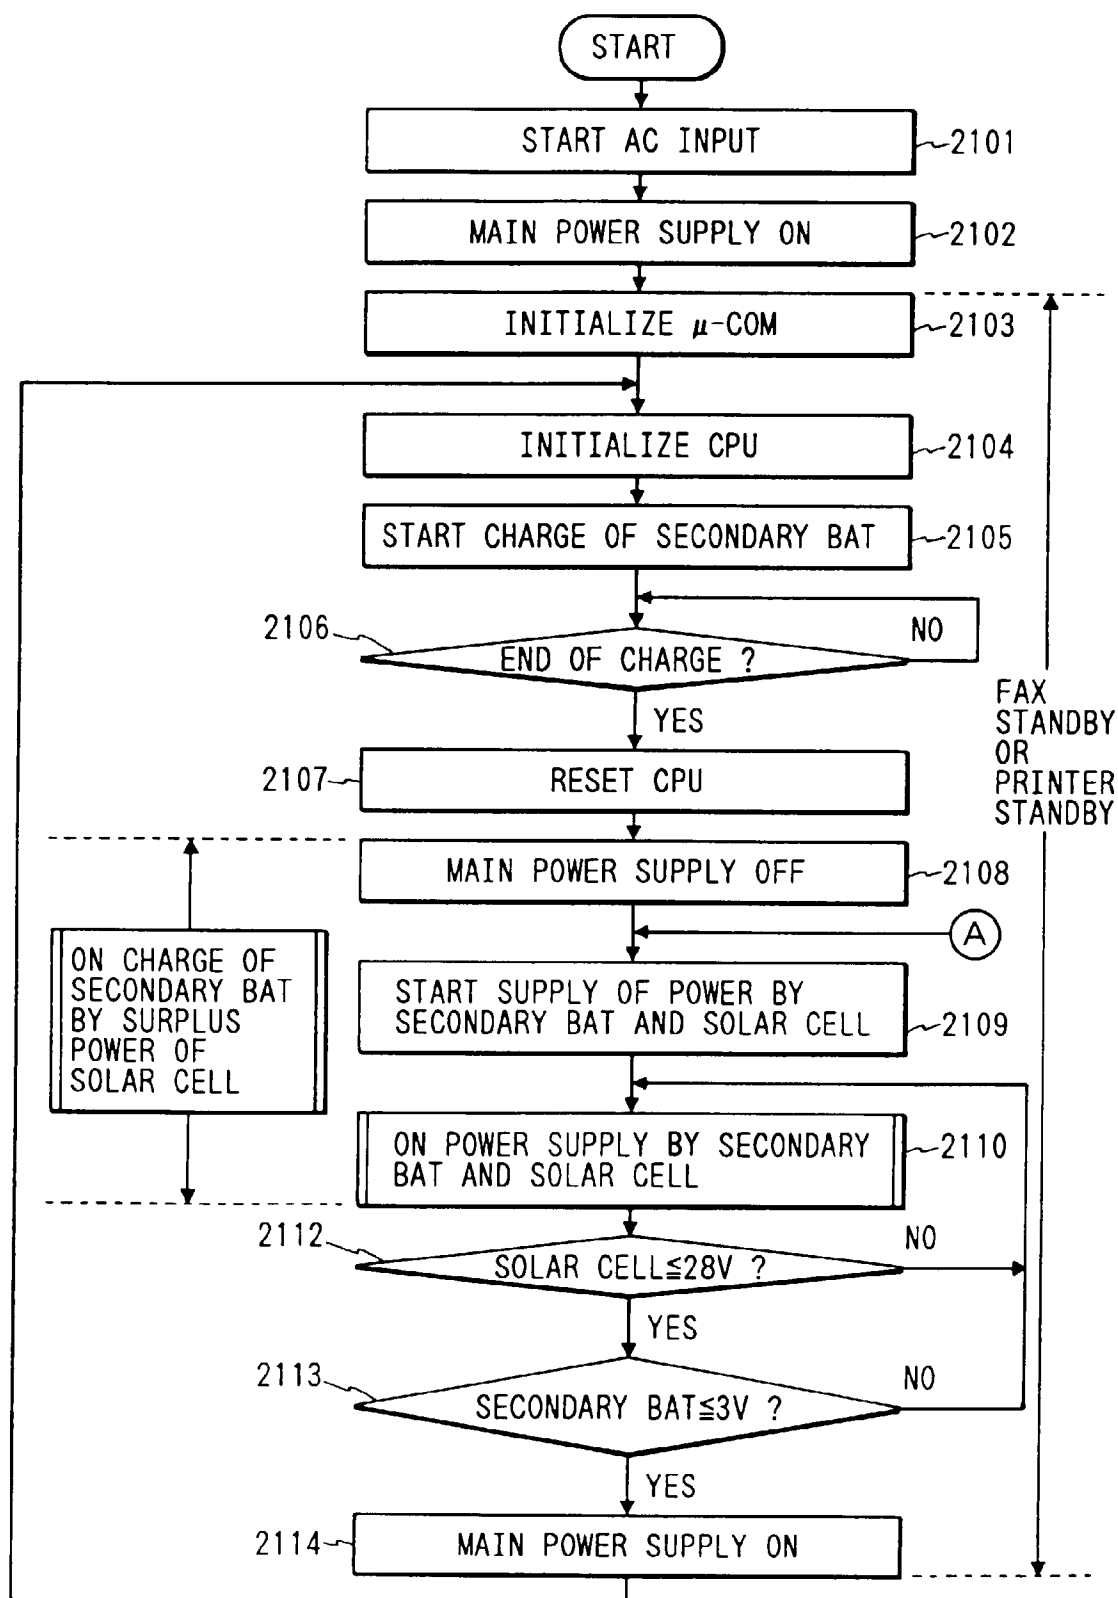 START
START AC INPUT
2101
MAIN POWER SUPPLY ON
2102
INITIALIZE μ-COM
2103
INITIALIZE CPU
2104
START CHARGE OF SECONDARY BAT
2105
2106
END OF CHARGE ?
NO
YES
FAX
STANDBY
OR
PRINTER
STANDBY
2107
RESET CPU
MAIN POWER SUPPLY OFF
2108
A
ON CHARGE OF
SECONDARY BAT
BY SURPLUS
POWER OF
SOLAR CELL
START SUPPLY OF POWER BY
SECONDARY BAT AND SOLAR CELL
2109
ON POWER SUPPLY BY SECONDARY
BAT AND SOLAR CELL
2110
2112
SOLAR CELL≦28V ?
NO
YES
2113
SECONDARY BAT≦3V ?
NO
YES
2114
MAIN POWER SUPPLY ON